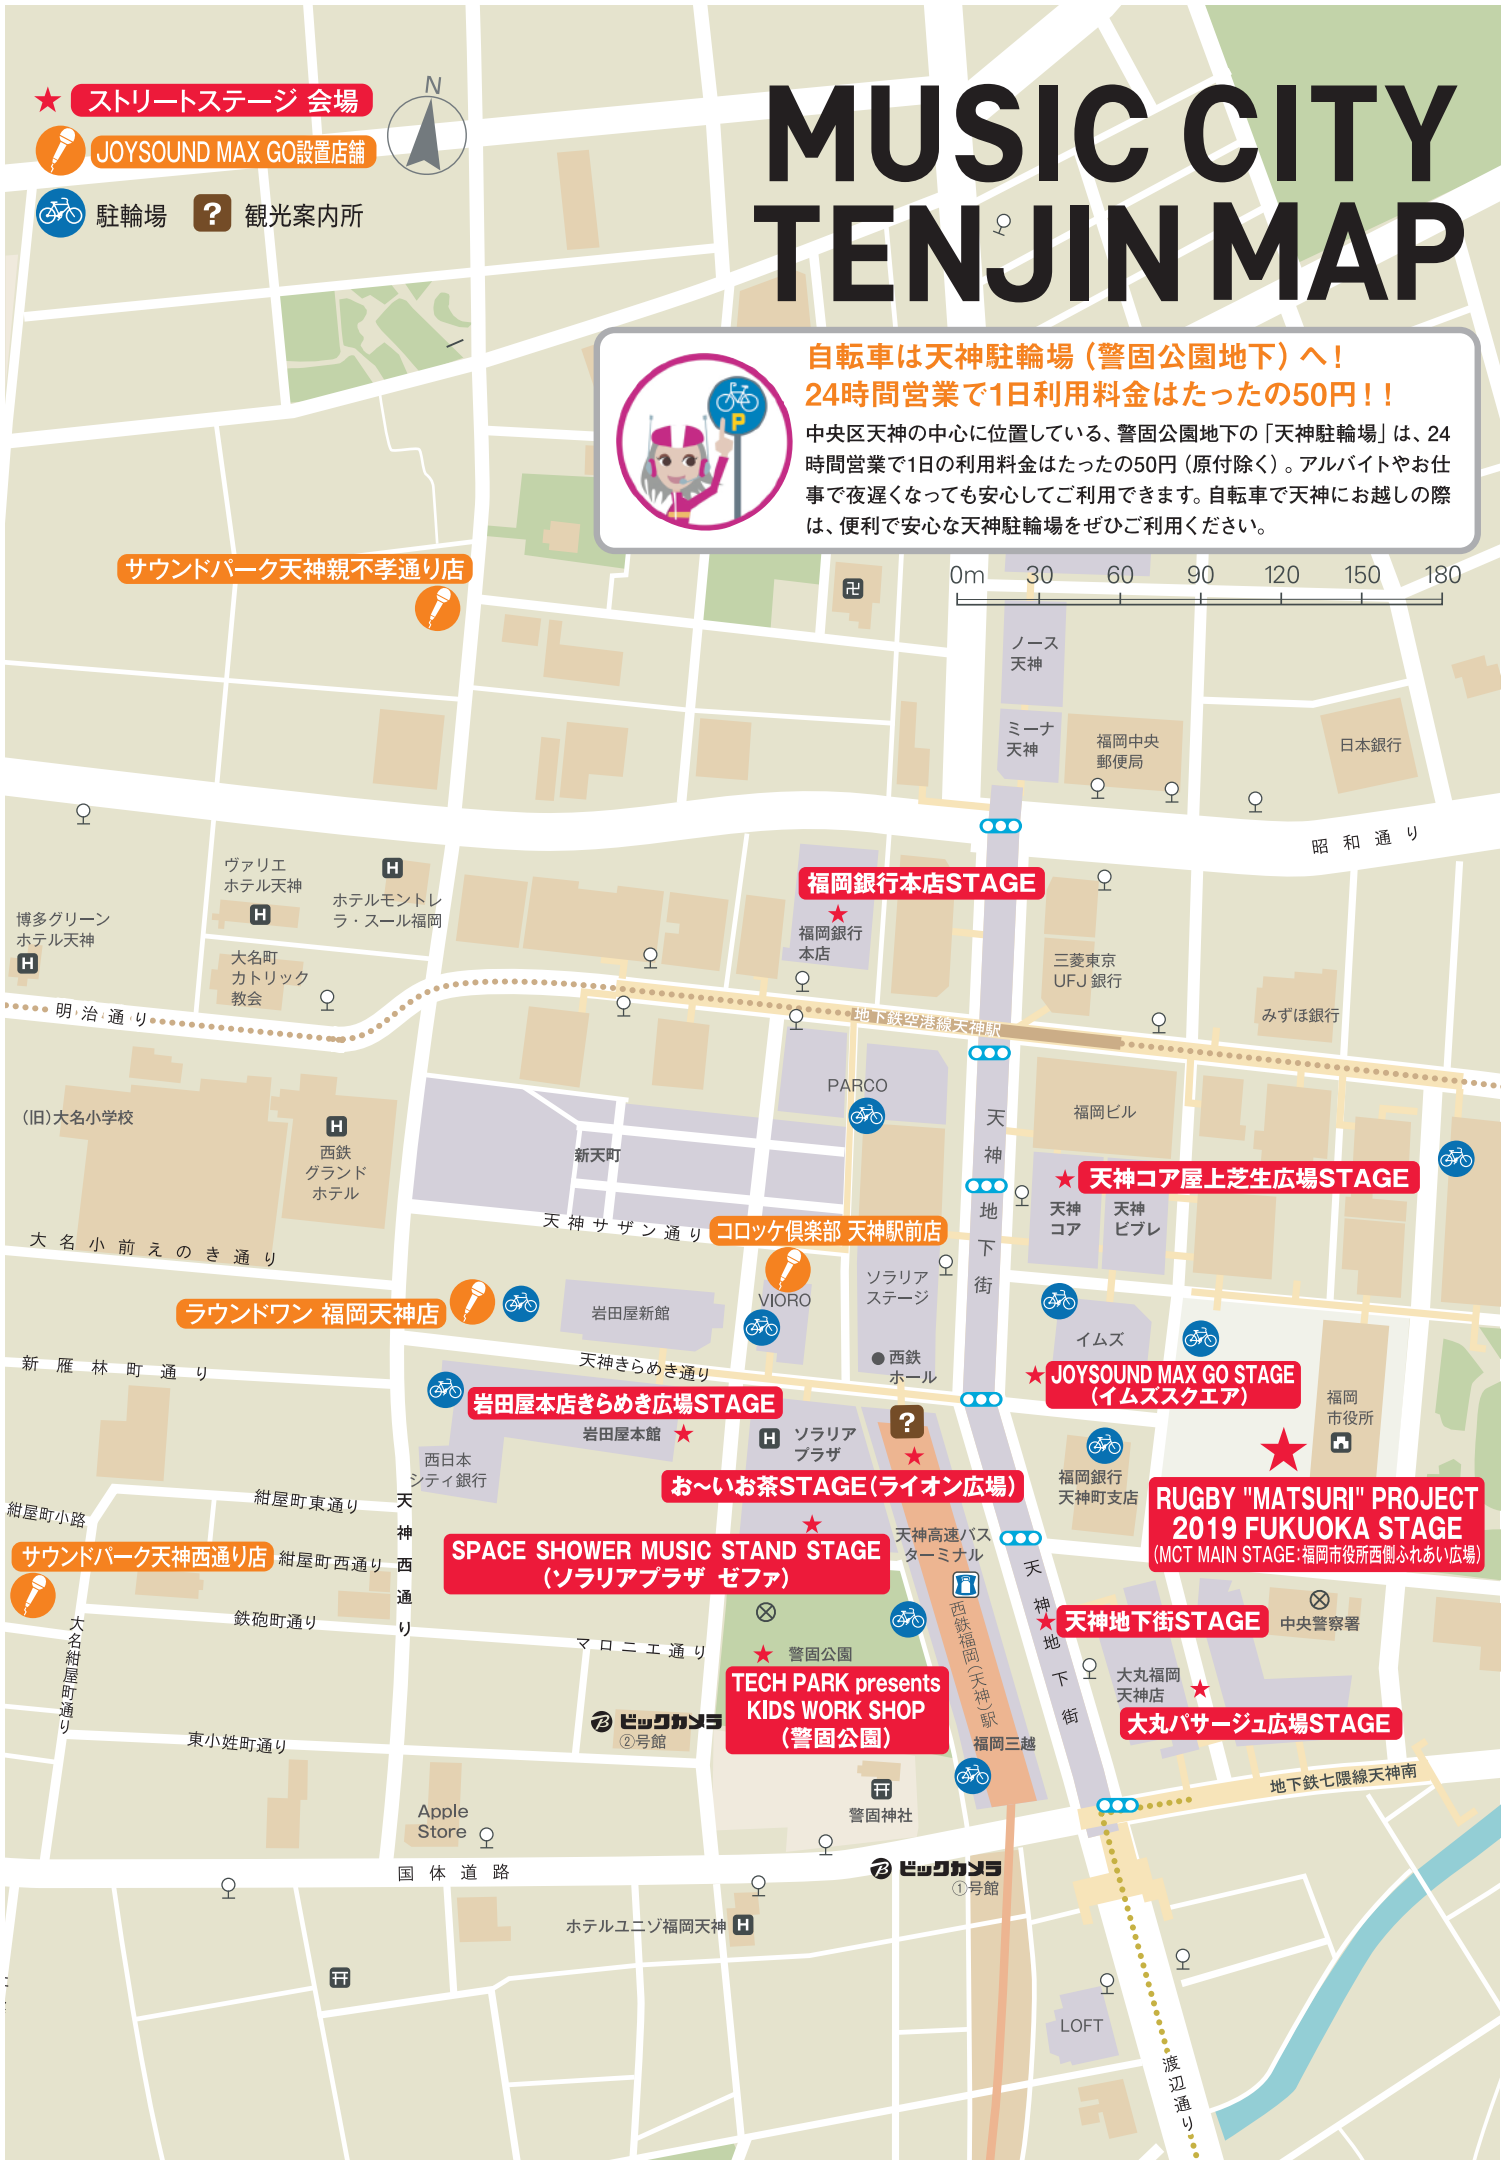 MUSIC CITY
TENJIN MAP
N
ストリートステージ 会場
JOYSOUND MAX GO設置店舗
駐輪場
? 観光案内所
自転車は天神駐輪場（警固公園地下）へ！
24時間営業で1日利用料金はたったの50円！！
中央区天神の中心に位置している、警固公園地下の「天神駐輪場」は、24
時間営業で1日の利用料金はたったの50円（原付除く）。アルバイトやお仕
事で夜遅くなっても安心してご利用できます。自転車で天神にお越しの際
は、便利で安心な天神駐輪場をぜひご利用ください。
P
0m 30 60 90 120 150 180
サウンドパーク天神親不孝通り店
卍
ノース
天神
ミーナ
天神
福岡中央
郵便局
日本銀行
昭和通り
ヴァリエ
ホテル天神
H
ホテルモントレ
ラ・スール福岡
H
博多グリーン
ホテル天神
H
大名町
カトリック
教会
福岡銀行本店STAGE
福岡銀行
本店
三菱東京
UFJ 銀行
みずほ銀行
明治通り
地下鉄空港線天神駅
PARCO
福岡ビル
(旧)大名小学校
H
西鉄
グランド
ホテル
新天町
天神地下街
天神コア屋上芝生広場STAGE
天神
コア
天神
ビブレ
天神サザン通り
コロッケ倶楽部 天神駅前店
大名小前えのき通り
ソラリア
ステージ
VIORO
ラウンドワン 福岡天神店
岩田屋新館
イムズ
新雁林町通り
天神きらめき通り
西鉄
ホール
JOYSOUND MAX GO STAGE
(イムズスクエア)
福岡
市役所
岩田屋本店きらめき広場STAGE
岩田屋本館
H
ソラリア
プラザ
?
西日本
シティ銀行
福岡銀行
天神町支店
お～いお茶STAGE(ライオン広場)
RUGBY "MATSURI" PROJECT
2019 FUKUOKA STAGE
(MCT MAIN STAGE:福岡市役所西側ふれあい広場)
紺屋町東通り
紺屋町小路
天神西通り
サウンドパーク天神西通り店
紺屋町西通り
SPACE SHOWER MUSIC STAND STAGE
(ソラリアプラザ ゼファ)
天神高速バス
ターミナル
天神地下街
西鉄福岡(天神)駅
天神地下街STAGE
中央警察署
大名紺屋町通り
鉄砲町通り
マロニエ通り
警固公園
TECH PARK presents
KIDS WORK SHOP
(警固公園)
大丸福岡
天神店
大丸パサージュ広場STAGE
ビックカメラ
②号館
東小姓町通り
福岡三越
地下鉄七隈線天神南
Apple
Store
警固神社
国体道路
ビックカメラ
①号館
ホテルユニゾ福岡天神 H
LOFT
渡辺通り